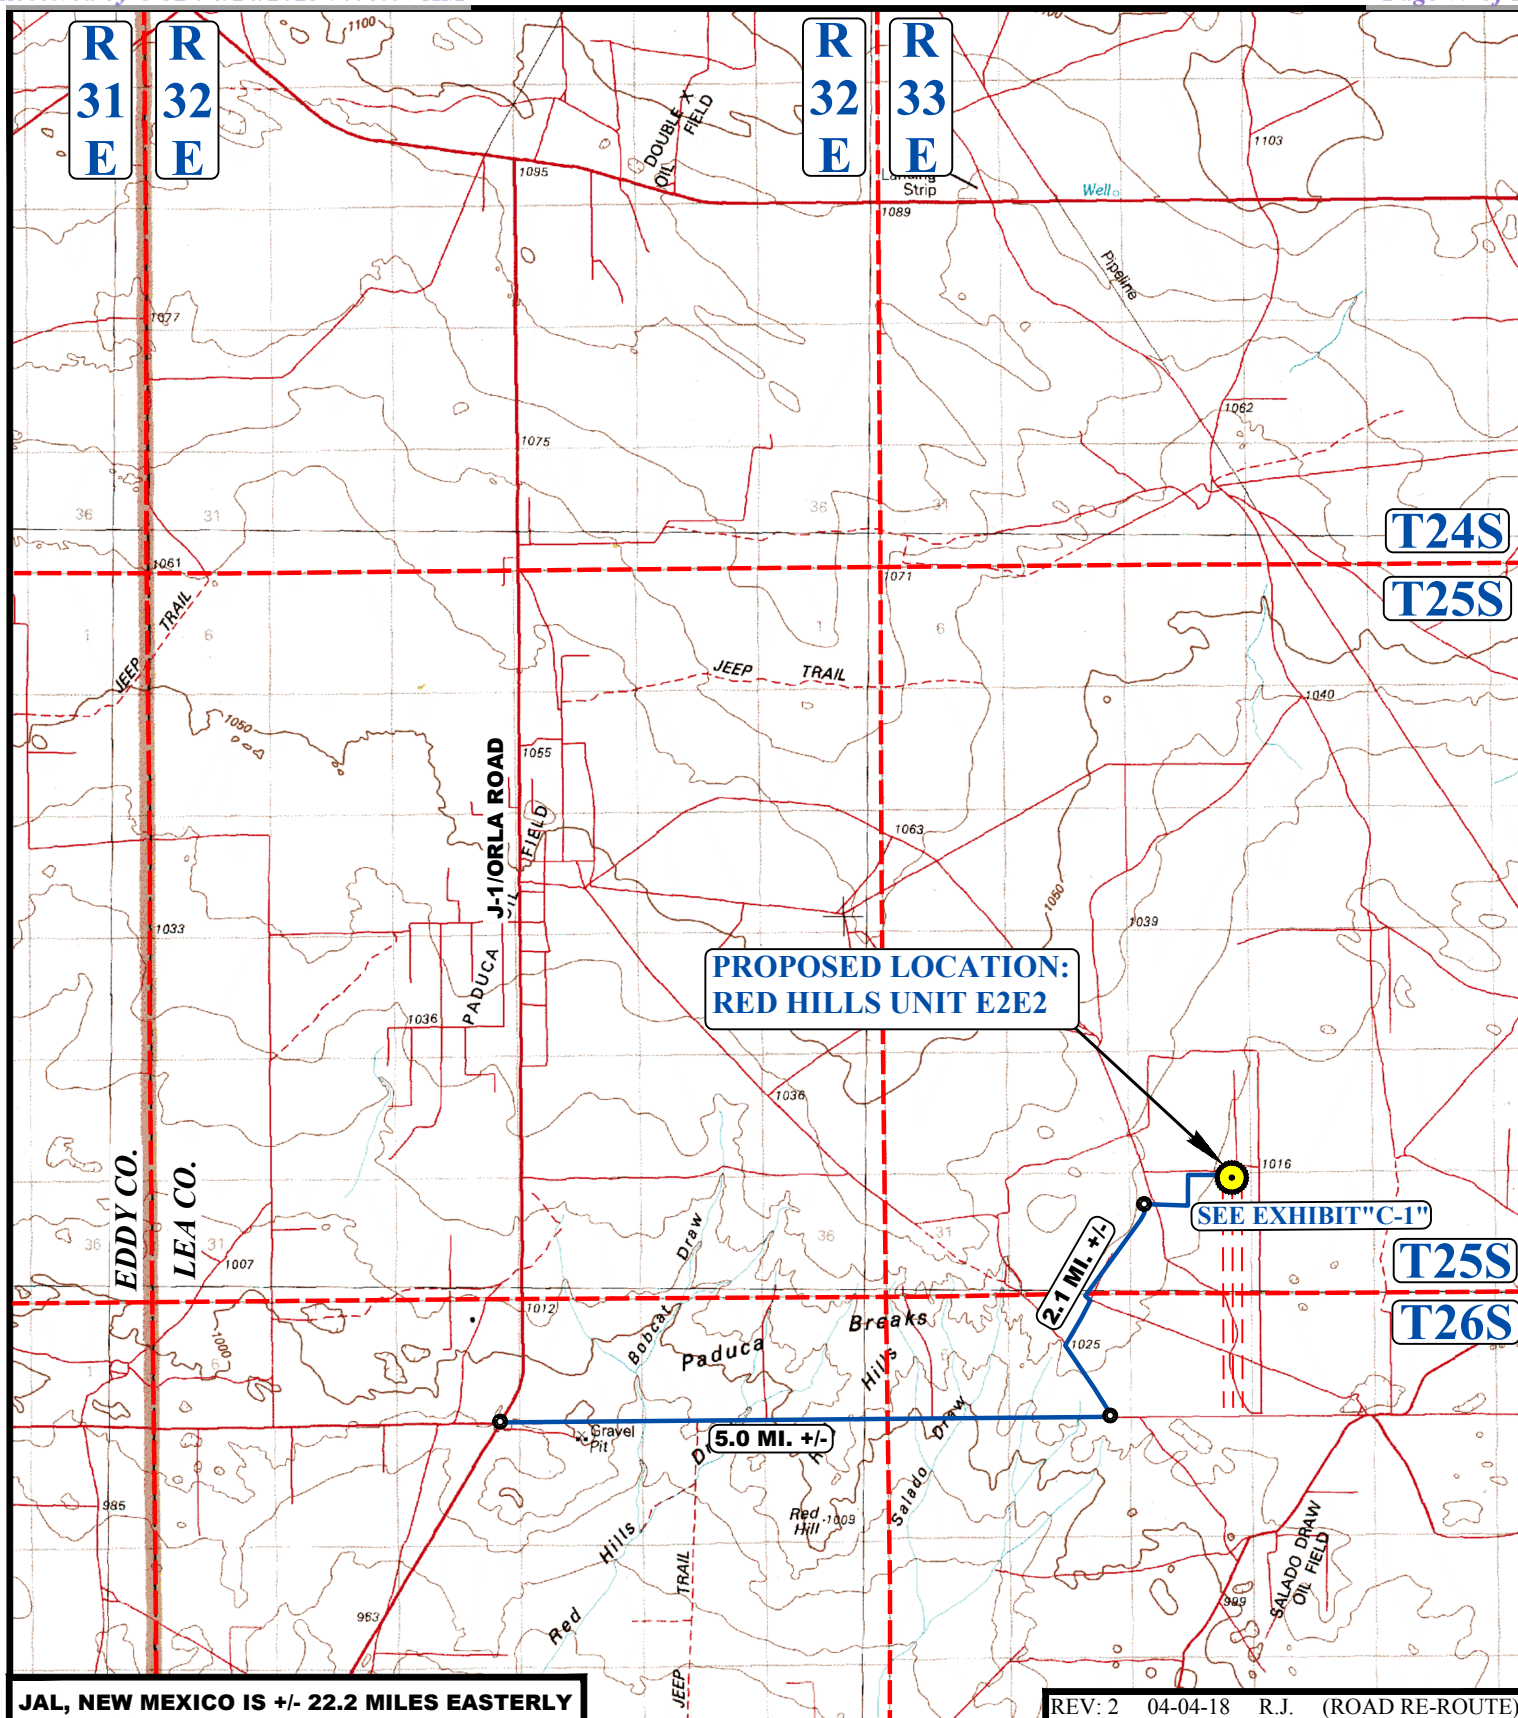 R
31
E
R
32
E
R
32
E
R
33
E
1100
DOUBLE X
OIL FIELD
1095
1103
Landing
Strip
Well
1089
Pipeline
1077
1062
1075
36
31
36
31
T24S
1061
1071
T25S
JEEP TRAIL
1
6
1
6
JEEP TRAIL
1040
1050
J-1/ORLA ROAD
1055
PADUCA OIL FIELD
1063
1050
1033
1039
1036
PROPOSED LOCATION:
RED HILLS UNIT E2E2
1036
1016
SEE EXHIBIT"C-1"
EDDY CO.
LEA CO.
36
31
1007
36
31
2.1 MI. +/-
T25S
1012
Bobcat Draw
Paduca Breaks
T26S
1000
1
6
1025
Hills
5.0 MI. +/-
Gravel
Pit
Salado Draw
985
Red
Hill
1009
Red Hills
JEEP TRAIL
SALADO DRAW
OIL FIELD
963
999
JAL, NEW MEXICO IS +/- 22.2 MILES EASTERLY
REV: 2 04-04-18 R.J. (ROAD RE-ROUTE)